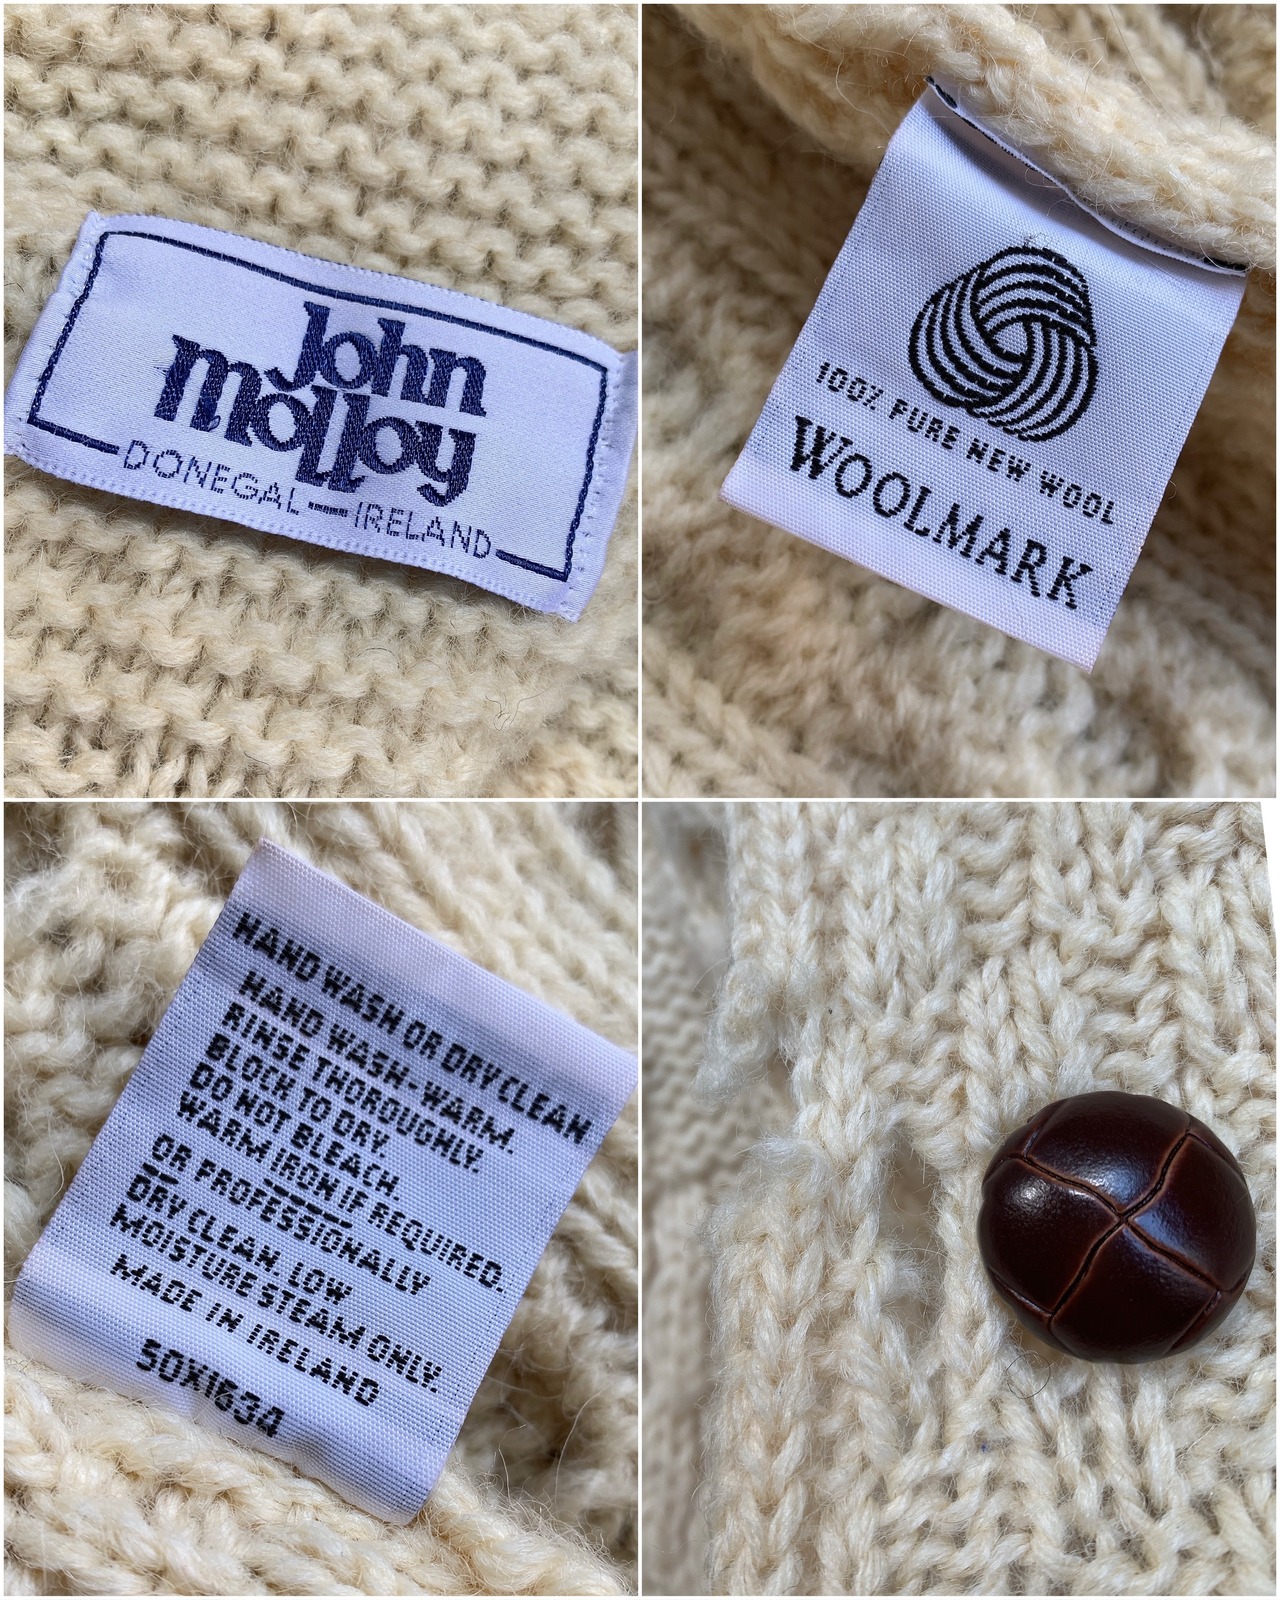 John
molloy
DONEGAL — IRELAND
100% PURE NEW WOOL
WOOLMARK
HAND WASH OR DRY CLEAN
HAND WASH-WARM.
RINSE THOROUGHLY.
BLOCK TO DRY.
DO NOT BLEACH.
WARM IRON IF REQUIRED.
OR PROFESSIONALLY
DRY CLEAN. LOW
MOISTURE STEAM ONLY.
MADE IN IRELAND
50X1634